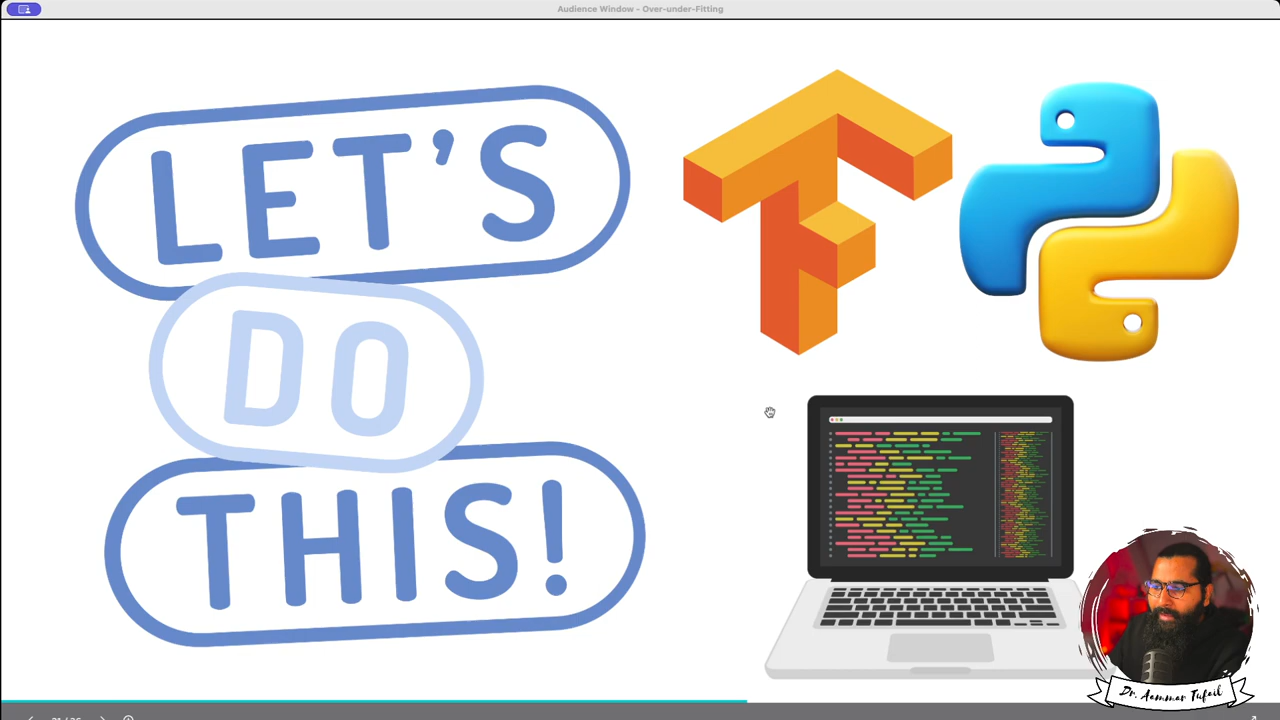 Audience Window - Over-under-Fitting
LET'S
DO
THIS!
Dr. Aammar Tufail